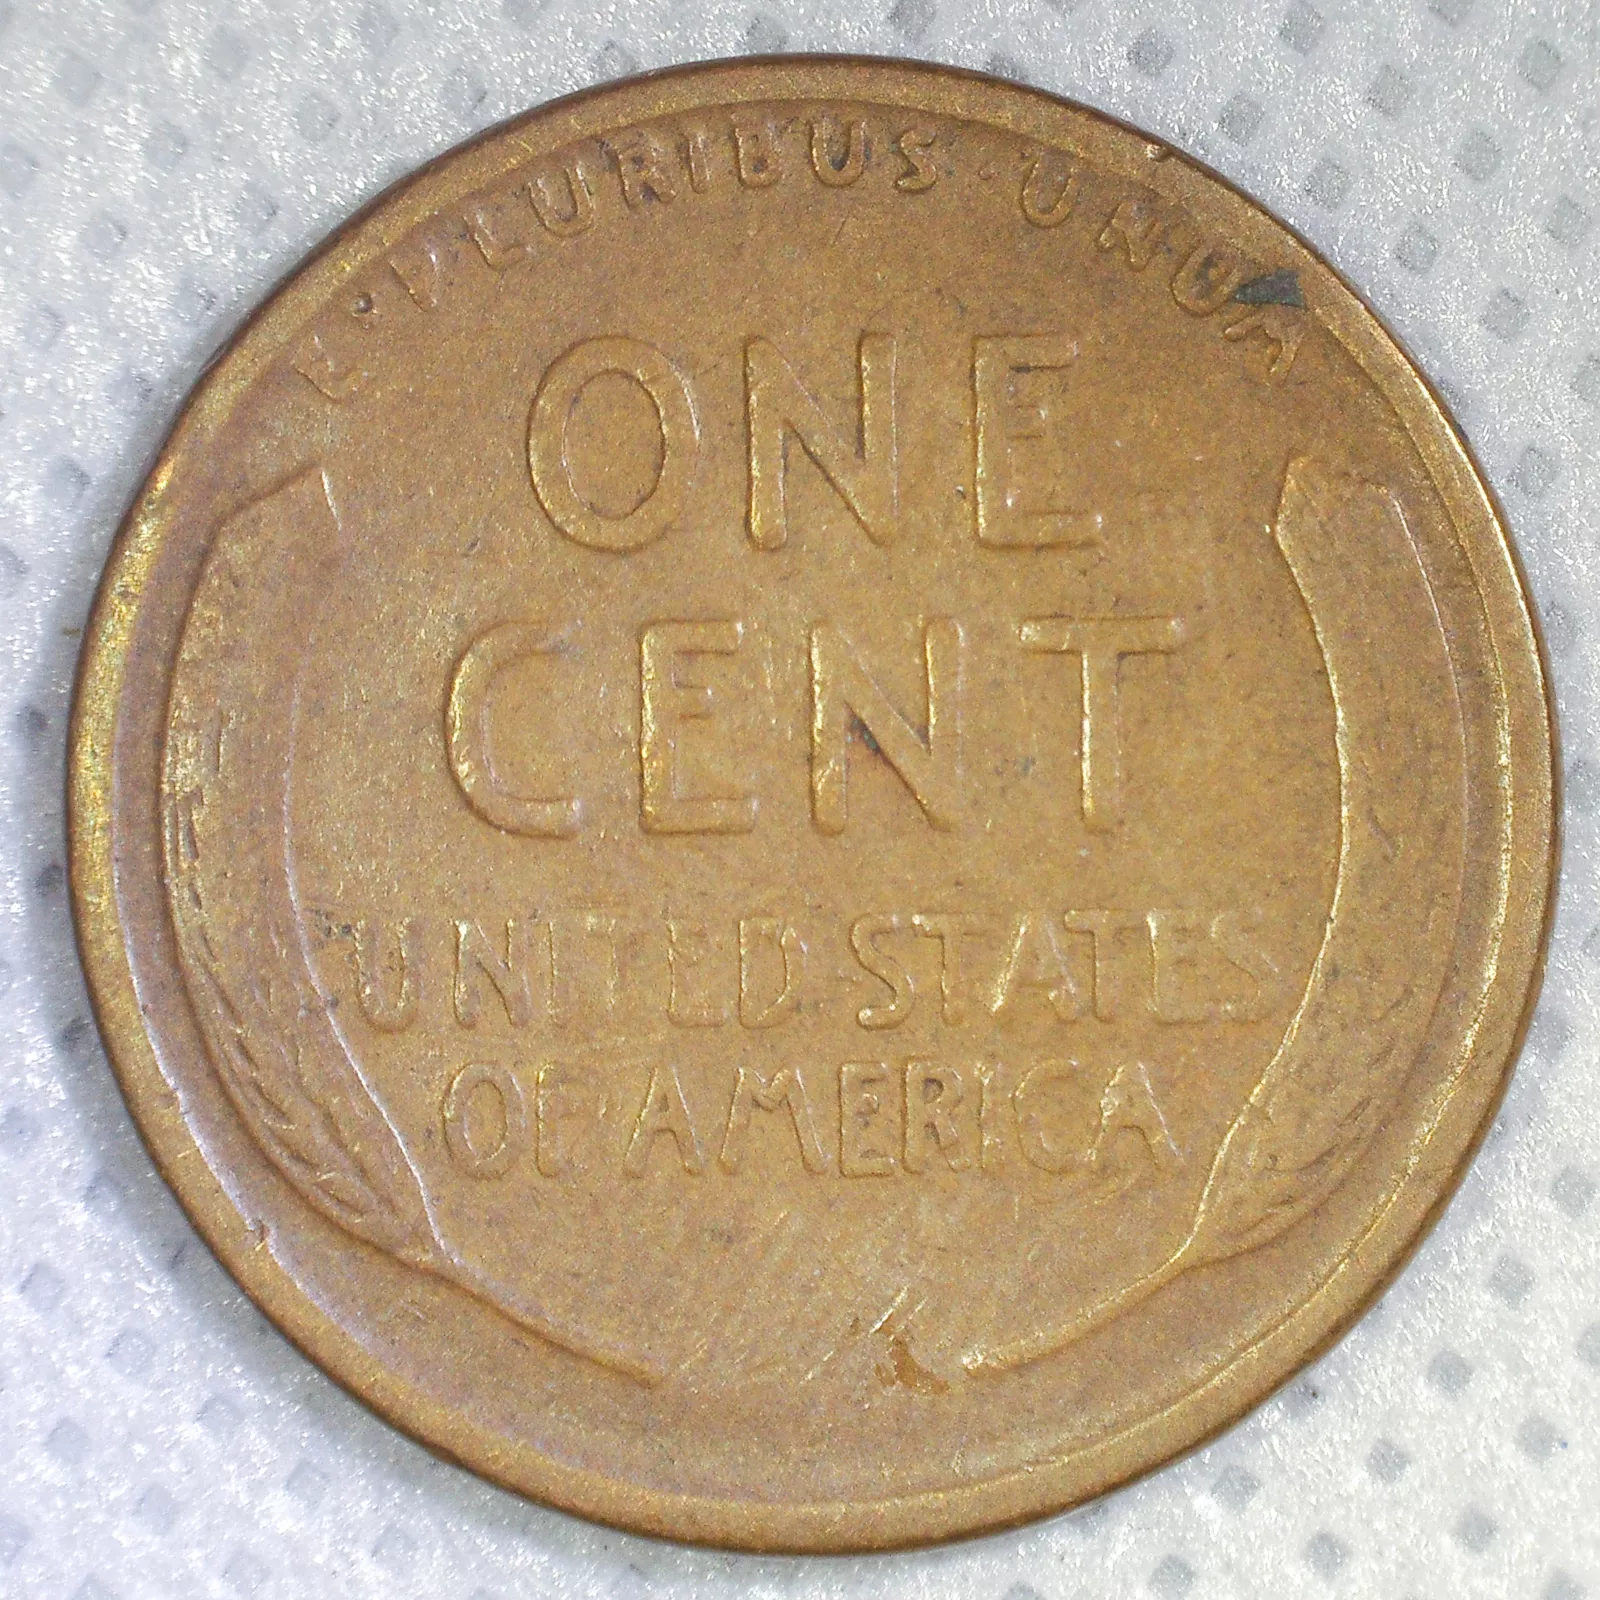 E·PLURIBUS·UNUM
ONE
CENT
UNITED STATES
OF AMERICA